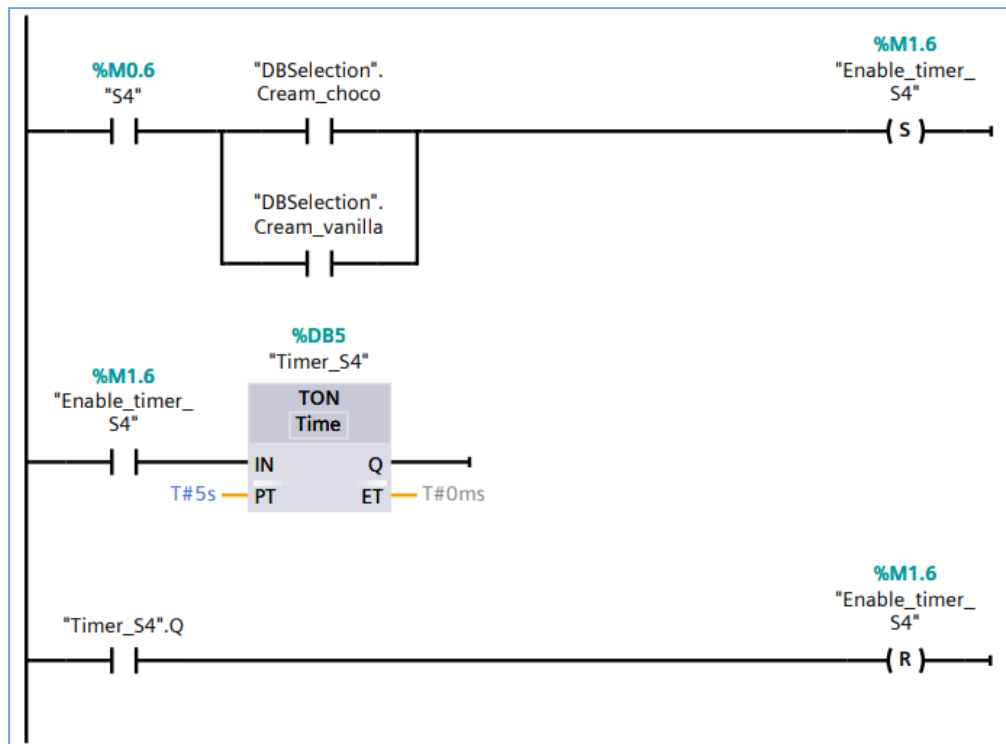 %M1.6
"Enable_timer_
S4"
%M0.6
"S4"
"DBSelection".
Cream_choco
S
"DBSelection".
Cream_vanilla
%DB5
"Timer_S4"
%M1.6
"Enable_timer_
S4"
TON
Time
IN Q
T#5s PT ET T#0ms
%M1.6
"Enable_timer_
S4"
"Timer_S4".Q
R